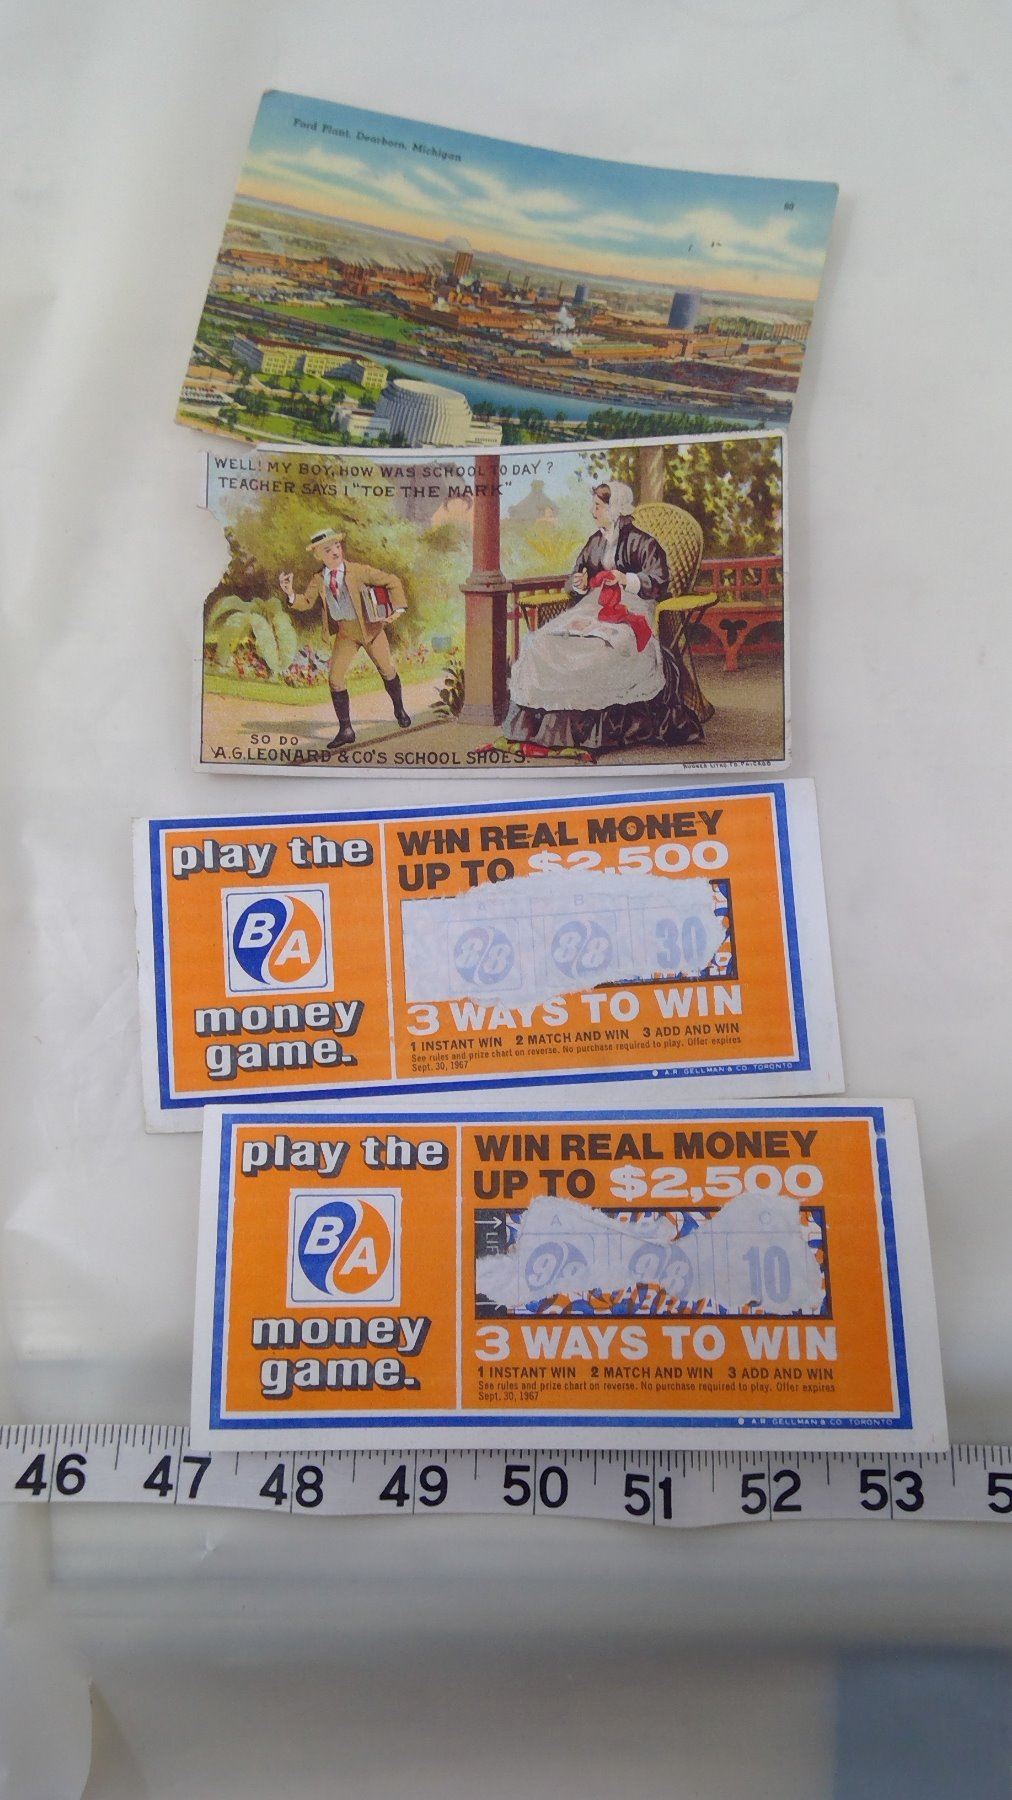 Ford Plant, Dearborn, Michigan
60
WELL! MY BOY, HOW WAS SCHOOL TO DAY?
TEACHER SAYS I "TOE THE MARK"
SO DO
A.G. LEONARD & CO'S SCHOOL SHOES.
play the
BA
money
game.
WIN REAL MONEY
UP TO $2,500
A B
88 88 30
3 WAYS TO WIN
1 INSTANT WIN 2 MATCH AND WIN 3 ADD AND WIN
See rules and prize chart on reverse. No purchase required to play. Offer expires
Sept. 30, 1967
A.R. GELLMAN & CO. TORONTO
play the
BA
money
game.
WIN REAL MONEY
UP TO $2,500
A C
98 98 10
3 WAYS TO WIN
1 INSTANT WIN 2 MATCH AND WIN 3 ADD AND WIN
See rules and prize chart on reverse. No purchase required to play. Offer expires
Sept. 30, 1967
A.R. GELLMAN & CO. TORONTO
46 47 48 49 50 51 52 53 5